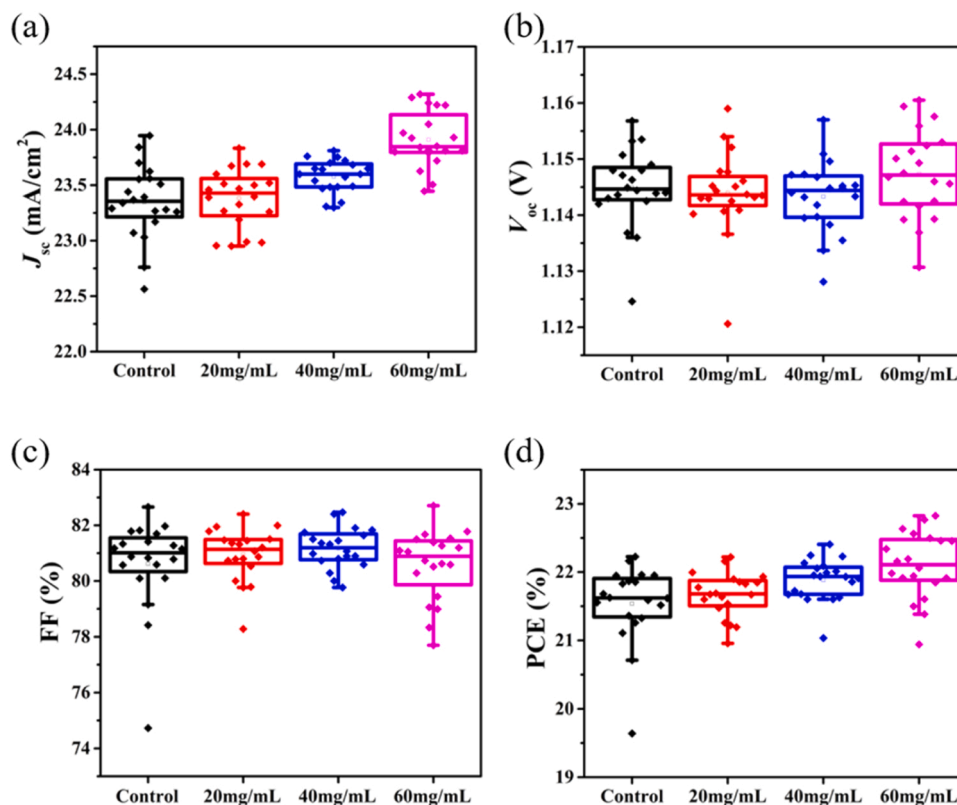 (a)
24.5
24.0
23.5
23.0
22.5
22.0
Jsc (mA/cm²)
Control 20mg/mL 40mg/mL 60mg/mL
(b)
1.17
1.16
1.15
1.14
1.13
1.12
Voc (V)
Control 20mg/mL 40mg/mL 60mg/mL
(c)
84
82
80
78
76
74
73
FF (%)
Control 20mg/mL 40mg/mL 60mg/mL
(d)
23
22
21
20
19
PCE (%)
Control 20mg/mL 40mg/mL 60mg/mL